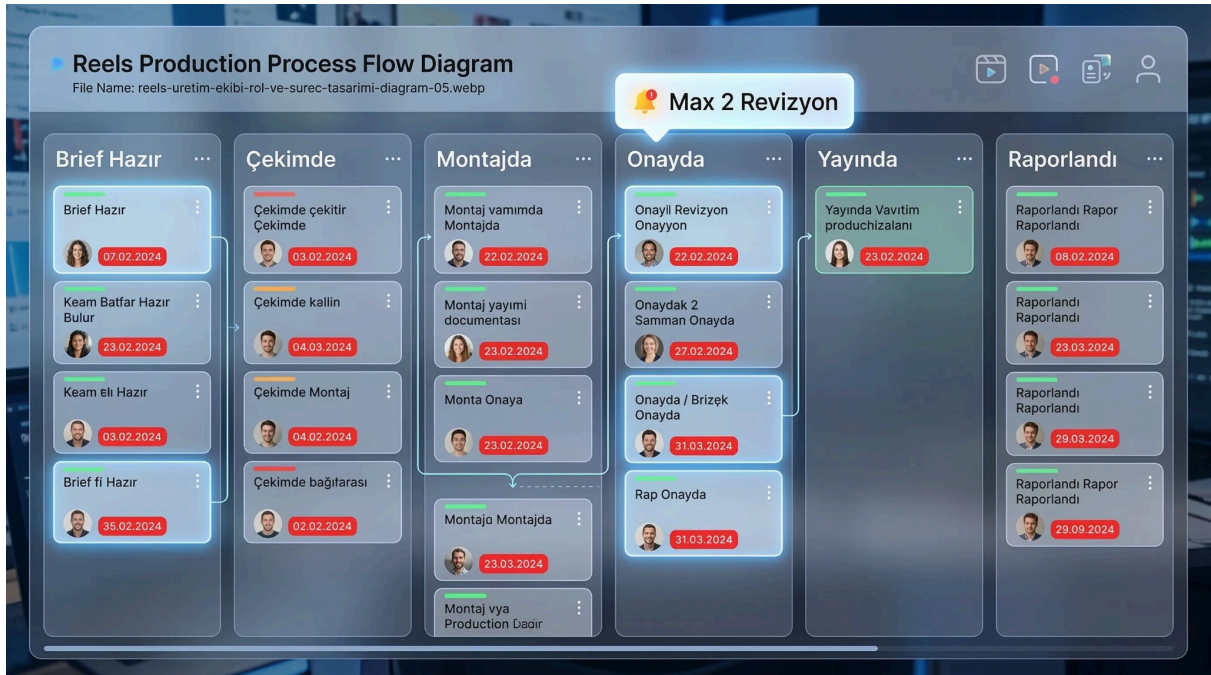 Reels Production Process Flow Diagram
File Name: reels-uretim-ekibi-rol-ve-surec-tasarimi-diagram-05.webp
Max 2 Revizyon
Brief Hazır
Brief Hazır
07.02.2024
Keam Batfar Hazır
Bulur
23.02.2024
Keam Elı Hazır
03.02.2024
Brief fi Hazır
35.02.2024
Çekimde
Çekimde çekitir
Çekimde
03.02.2024
Çekimde kallin
04.03.2024
Çekimde Montaj
04.02.2024
Çekimde bağıtarası
02.02.2024
Montajda
Montaj vamımda
Montajda
22.02.2024
Montaj yayımi
documentası
23.02.2024
Monta Onaya
23.02.2024
Montaja Montajda
23.03.2024
Montaj vya
Production Daðir
Onayda
Onayil Revizyon
Onayyon
22.02.2024
Onaydak 2
Samman Onayda
27.02.2024
Onayda / Brizęk
Onayda
31.03.2024
Rap Onayda
31.03.2024
Yayında
Yayında Vavıtim
produchizalanı
23.02.2024
Raporlandı
Raporlandı Rapor
Raporlandı
08.02.2024
Raporlandı
Raporlandı
23.03.2024
Raporlandı
Raporlandı
29.03.2024
Raporlandı Rapor
Raporlandı
29.09.2024